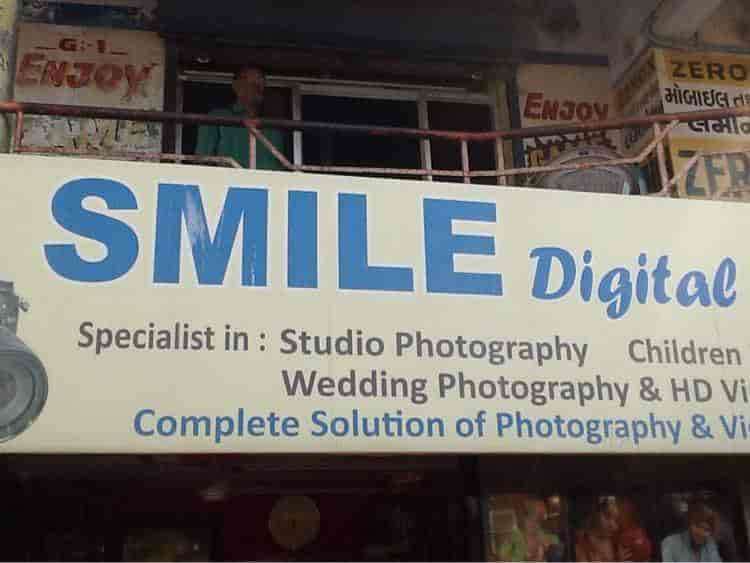 G-1
ENJOY
ENJOY
ZERO
મોબાઈલ
ZER
SMILE Digital
Specialist in : Studio Photography Children
Wedding Photography & HD Vi
Complete Solution of Photography & Vi